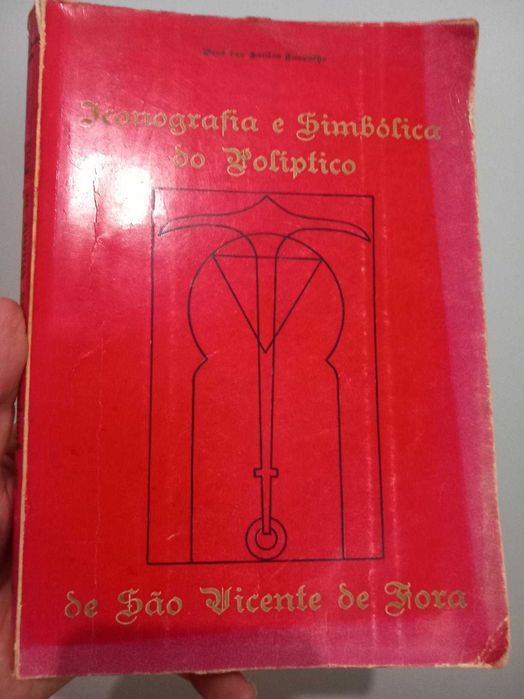 Iconografia e Simbólica
do Políptico
de São Vicente de Fora